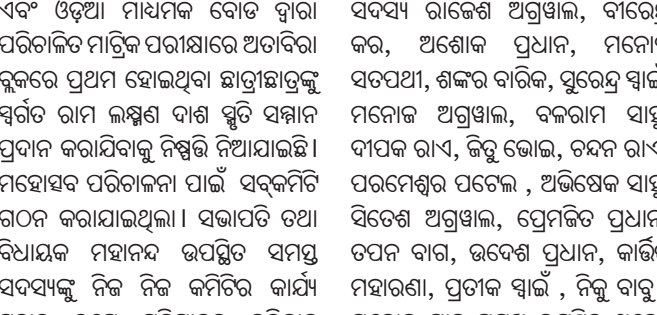 ଏବଂ ଓଡ଼ିଆ ମାଧ୍ୟମିକ ବୋର୍ଡ ଦ୍ୱାରା
ପରିଚାଳିତ ମାଟ୍ରିକ ପରୀକ୍ଷାରେ ଅତାବିରା
ବ୍ଲକରେ ପ୍ରଥମ ହୋଇଥିବା ଛାତ୍ରୀଛାତ୍ରଙ୍କୁ
ସ୍ୱର୍ଗତ ରାମ ଲକ୍ଷ୍ମଣ ଦାଶ ସ୍ମୃତି ସମ୍ମାନ
ପ୍ରଦାନ କରାଯିବାକୁ ନିଷ୍ପତ୍ତି ନିଆଯାଇଛି।
ମହୋତ୍ସବ ପରିଚାଳନା ପାଇଁ ସବ୍‌କମିଟି
ଗଠନ କରାଯାଇଥିଲା। ସଭାପତି ତଥା
ବିଧାୟକ ମହାନନ୍ଦ ଉପସ୍ଥିତ ସମସ୍ତ
ସଦସ୍ୟଙ୍କୁ ନିଜ ନିଜ କମିଟିର କାର୍ଯ୍ୟ
ସଦସ୍ୟ ରାଜେଶ ଅଗ୍ରୱାଲ,
କର, ଅଶୋକ ପ୍ରଧାନ,
ସତପଥୀ, ଶଙ୍କର ବାରିକ, ସୁରେନ୍ଦ୍ର ସ୍ୱାଇଁ
ମନୋଜ ଅଗ୍ରୱାଲ, ବଳରାମ ସାହୁ
ଦୀପକ ରାଏ, ଜିତୁ ଭୋଇ, ଚନ୍ଦନ ରାଏ
ପରମେଶ୍ୱର ପଟେଲ , ଅଭିଷେକ ସାହୁ
ସିତେଶ ଅଗ୍ରୱାଲ, ପ୍ରେମଜିତ ପ୍ରଧାନ
ତପନ ବାଗ, ଉଦେଶ ପ୍ରଧାନ,
ମହାରଣା, ପ୍ରତୀକ ସ୍ୱାଇଁ , ନିକୁ ବାବୁ